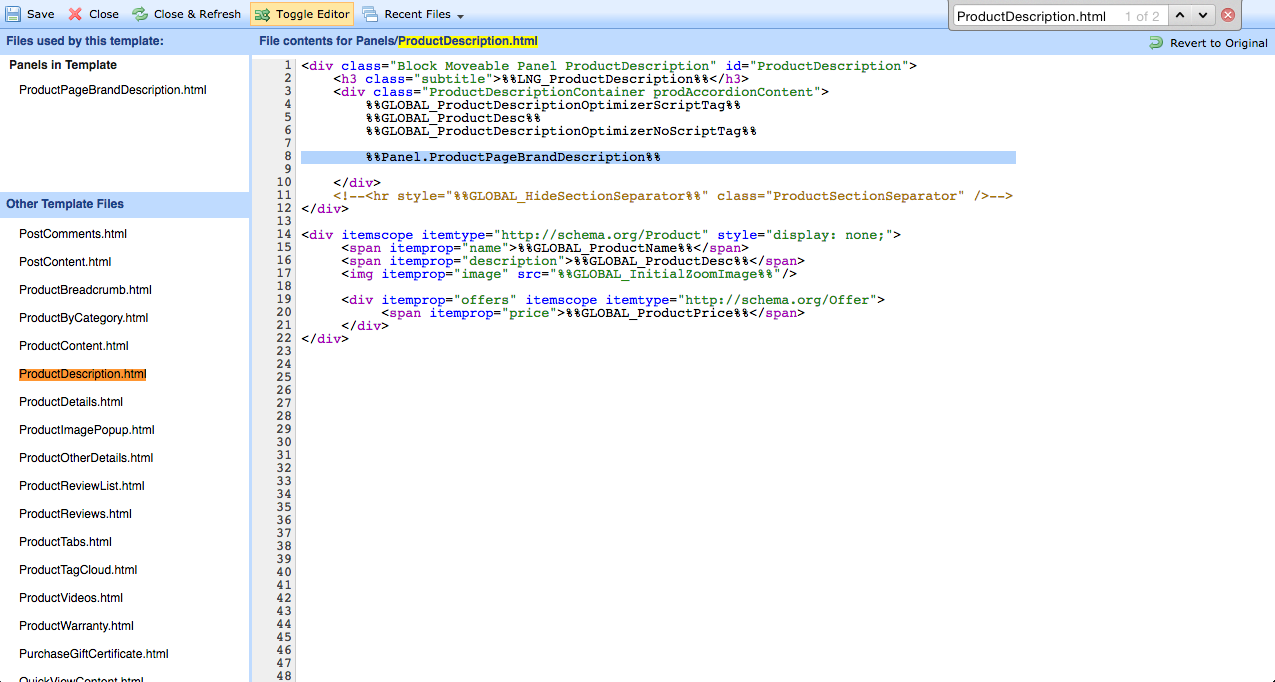 Save Close Close & Refresh Toggle Editor Recent Files
ProductDescription.html 1 of 2
Files used by this template:
File contents for Panels/ProductDescription.html
Revert to Original
Panels in Template
ProductPageBrandDescription.html
Other Template Files
PostComments.html
PostContent.html
ProductBreadcrumb.html
ProductByCategory.html
ProductContent.html
ProductDescription.html
ProductDetails.html
ProductImagePopup.html
ProductOtherDetails.html
ProductReviewList.html
ProductReviews.html
ProductTabs.html
ProductTagCloud.html
ProductVideos.html
ProductWarranty.html
PurchaseGiftCertificate.html
QuickViewContent.html
1 <div class="Block Moveable Panel ProductDescription" id="ProductDescription">
2 <h3 class="subtitle">%%LNG_ProductDescription%%</h3>
3 <div class="ProductDescriptionContainer prodAccordionContent">
4 %%GLOBAL_ProductDescriptionOptimizerScriptTag%%
5 %%GLOBAL_ProductDesc%%
6 %%GLOBAL_ProductDescriptionOptimizerNoScriptTag%%
7
8 %%Panel.ProductPageBrandDescription%%
9
10 </div>
11 <!--<hr style="%%GLOBAL_HideSectionSeparator%%" class="ProductSectionSeparator" />-->
12 </div>
13
14 <div itemscope itemtype="http://schema.org/Product" style="display: none;">
15 <span itemprop="name">%%GLOBAL_ProductName%%</span>
16 <span itemprop="description">%%GLOBAL_ProductDesc%%</span>
17 <img itemprop="image" src="%%GLOBAL_InitialZoomImage%%"/>
18
19 <div itemprop="offers" itemscope itemtype="http://schema.org/Offer">
20 <span itemprop="price">%%GLOBAL_ProductPrice%%</span>
21 </div>
22 </div>
23
24
25
26
27
28
29
30
31
32
33
34
35
36
37
38
39
40
41
42
43
44
45
46
47
48